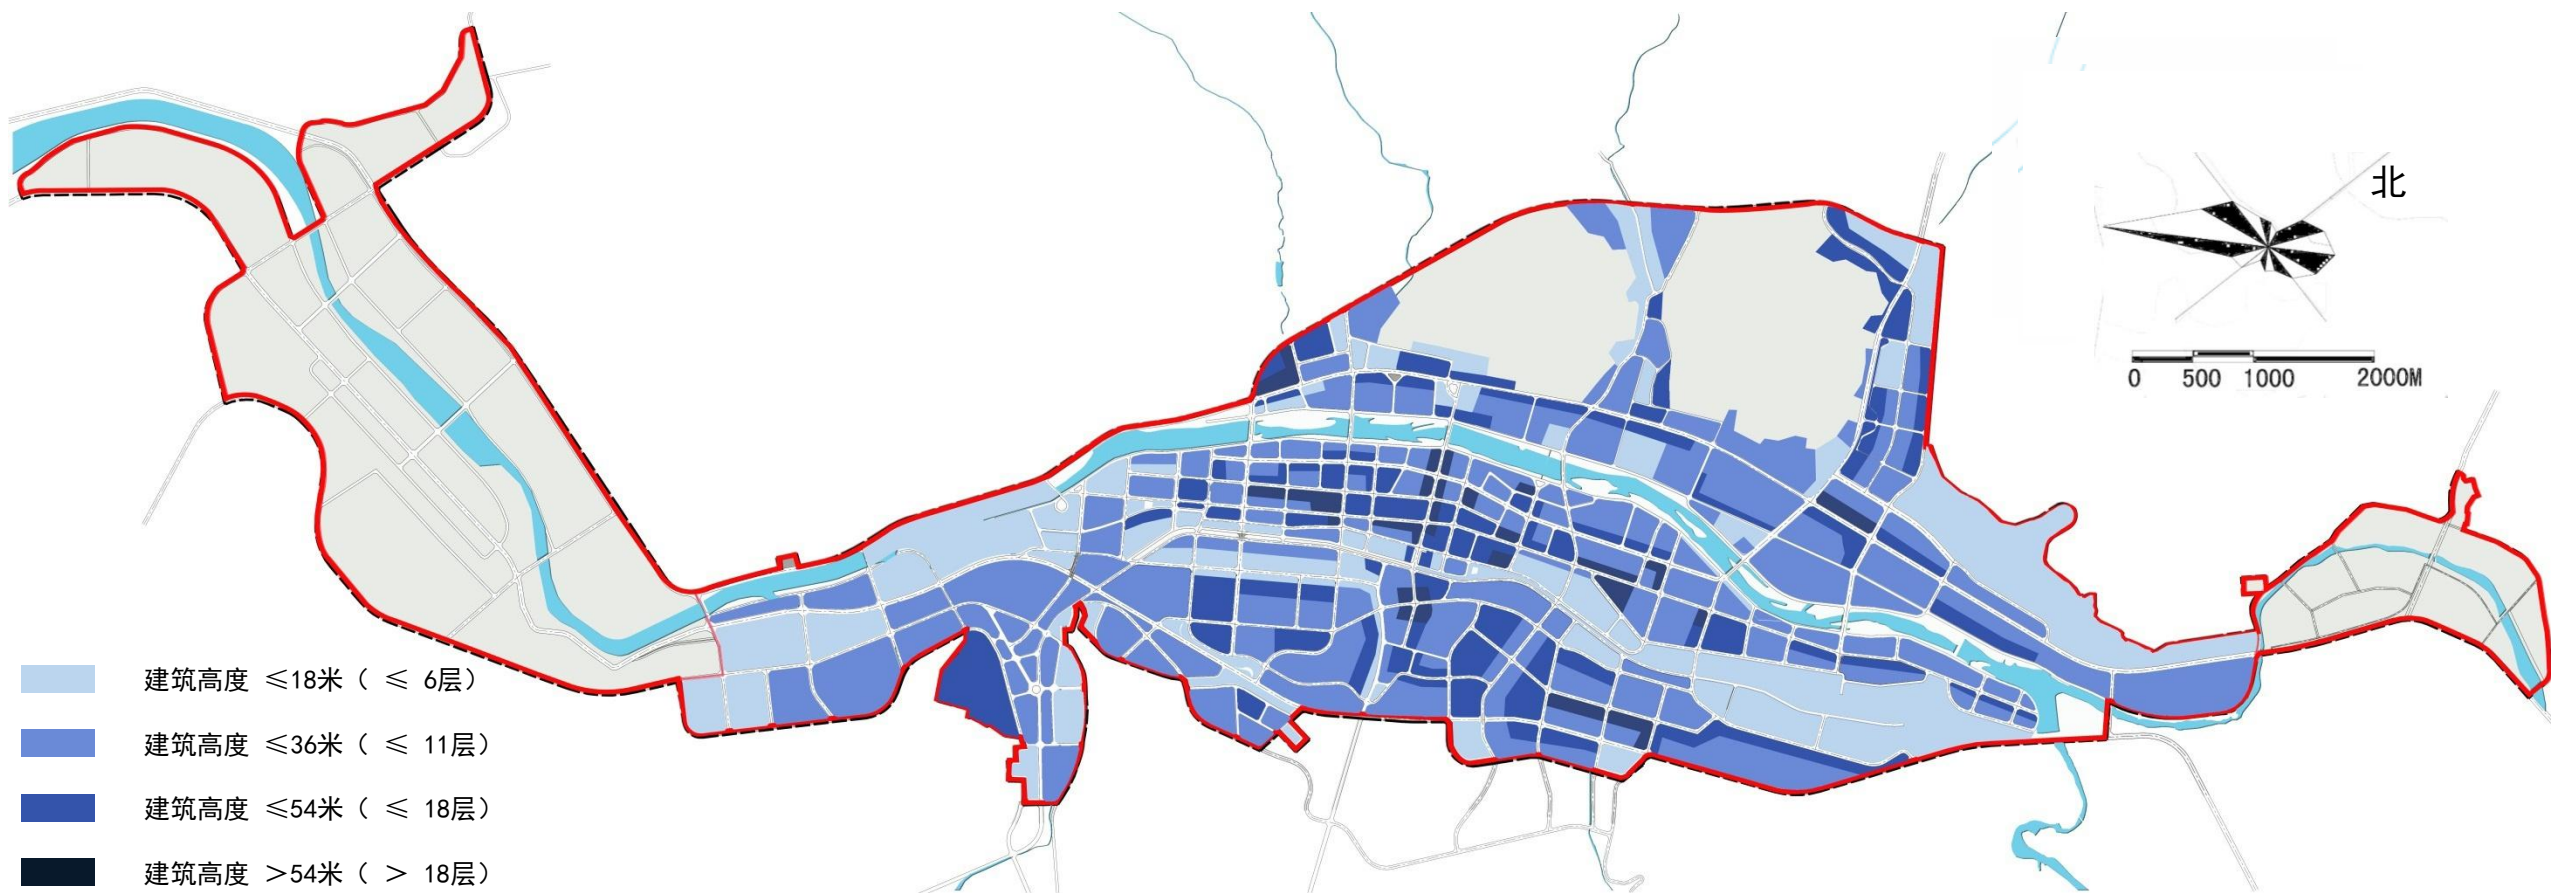 北
0 500 1000 2000M
建筑高度 ≤18米（ ≤ 6层）
建筑高度 ≤36米（ ≤ 11层）
建筑高度 ≤54米（ ≤ 18层）
建筑高度 ＞54米（ ＞ 18层）